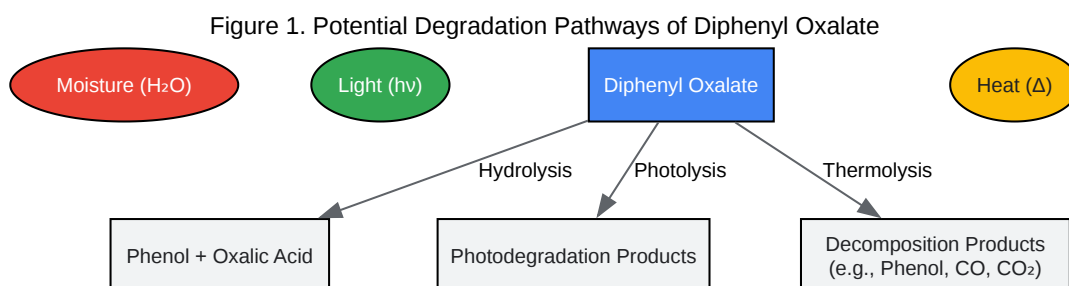 Figure 1. Potential Degradation Pathways of Diphenyl Oxalate
Moisture (H₂O)
Light (hν)
Diphenyl Oxalate
Heat (Δ)
Hydrolysis
Photolysis
Thermolysis
Phenol + Oxalic Acid
Photodegradation Products
Decomposition Products
(e.g., Phenol, CO, CO₂)